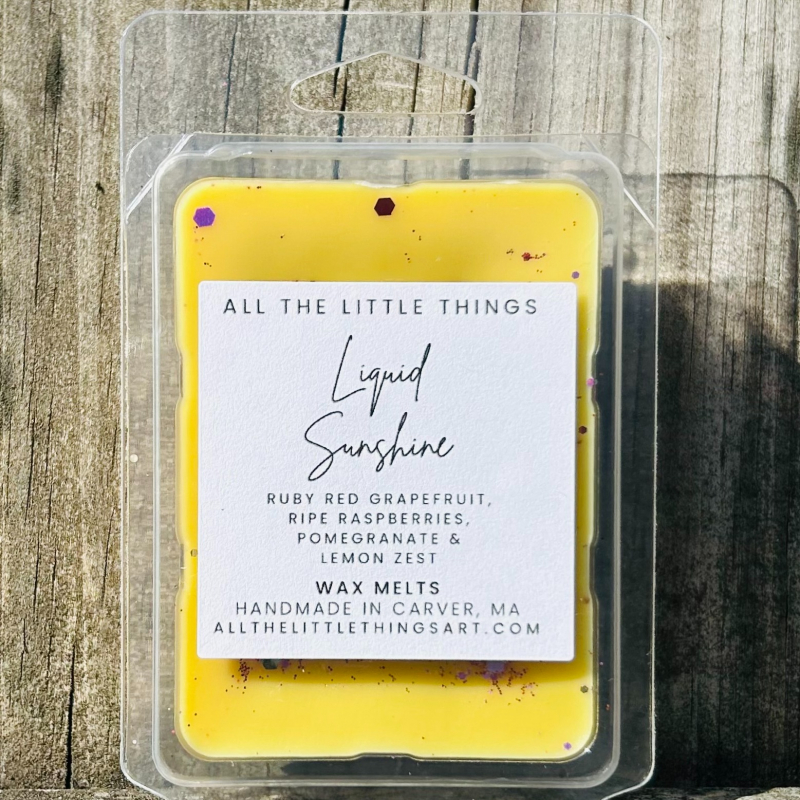 ALL THE LITTLE THINGS
Liquid
Sunshine
RUBY RED GRAPEFRUIT,
RIPE RASPBERRIES,
POMEGRANATE &
LEMON ZEST
WAX MELTS
HANDMADE IN CARVER, MA
ALLTHELITTLETHINGSART.COM